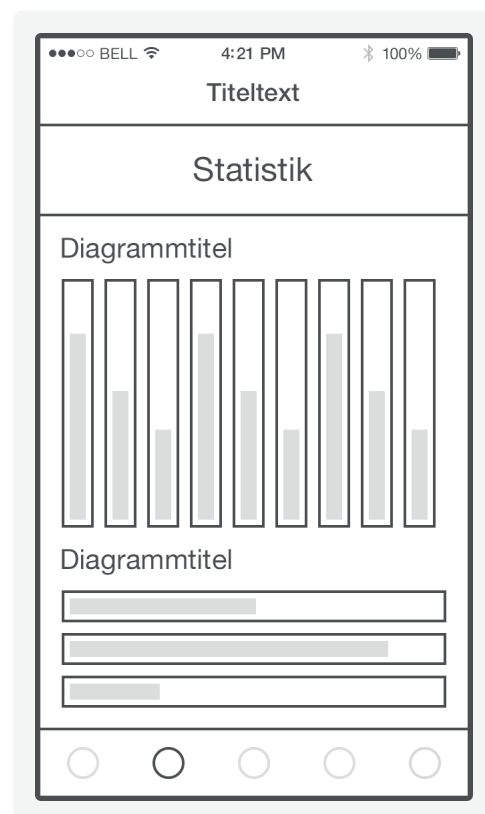 BELL 4:21 PM 100%
Titeltext
Statistik
Diagrammtitel
Diagrammtitel